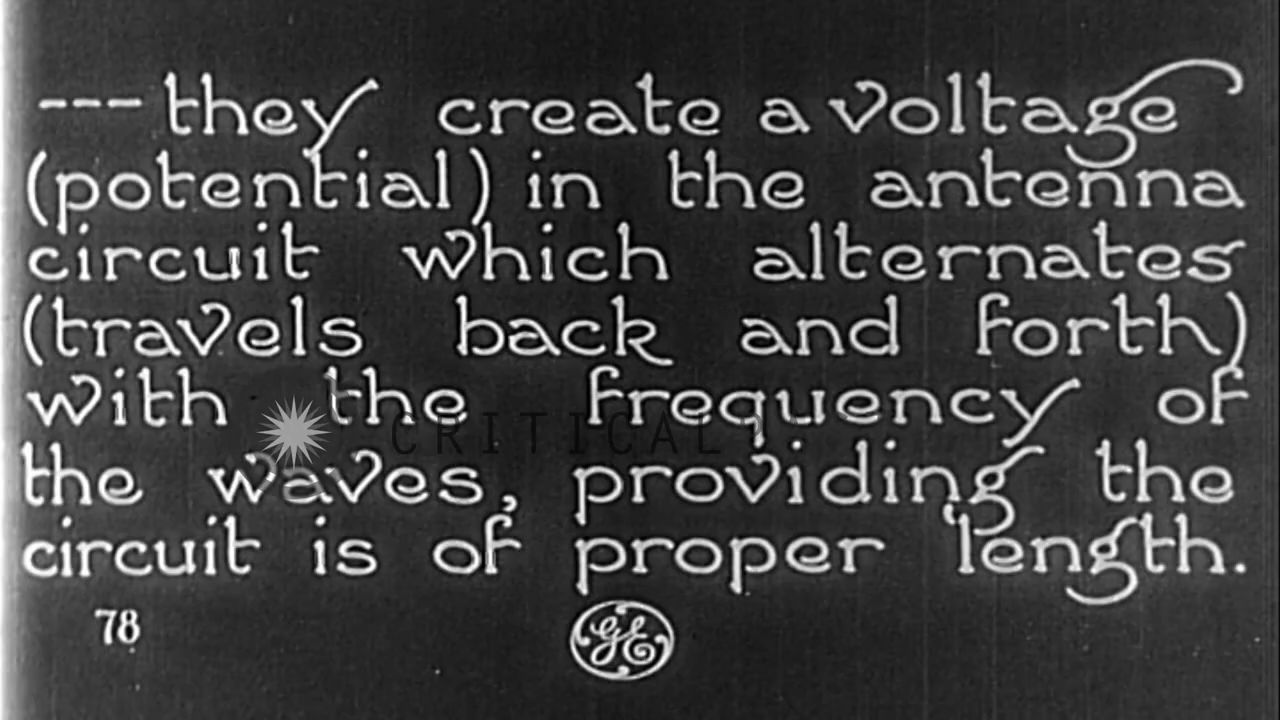 --- they create a voltage
(potential) in the antenna
circuit which alternates
(travels back and forth)
with the frequency of
the waves, providing the
circuit is of proper length.
78
GE
CRITICAL